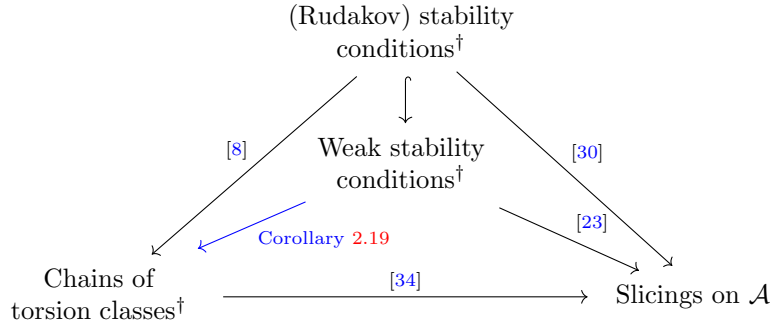 (Rudakov) stability
conditions†
[8]
[30]
Weak stability
conditions†
[23]
Corollary 2.19
Chains of
torsion classes†
[34]
Slicings on 𝒜